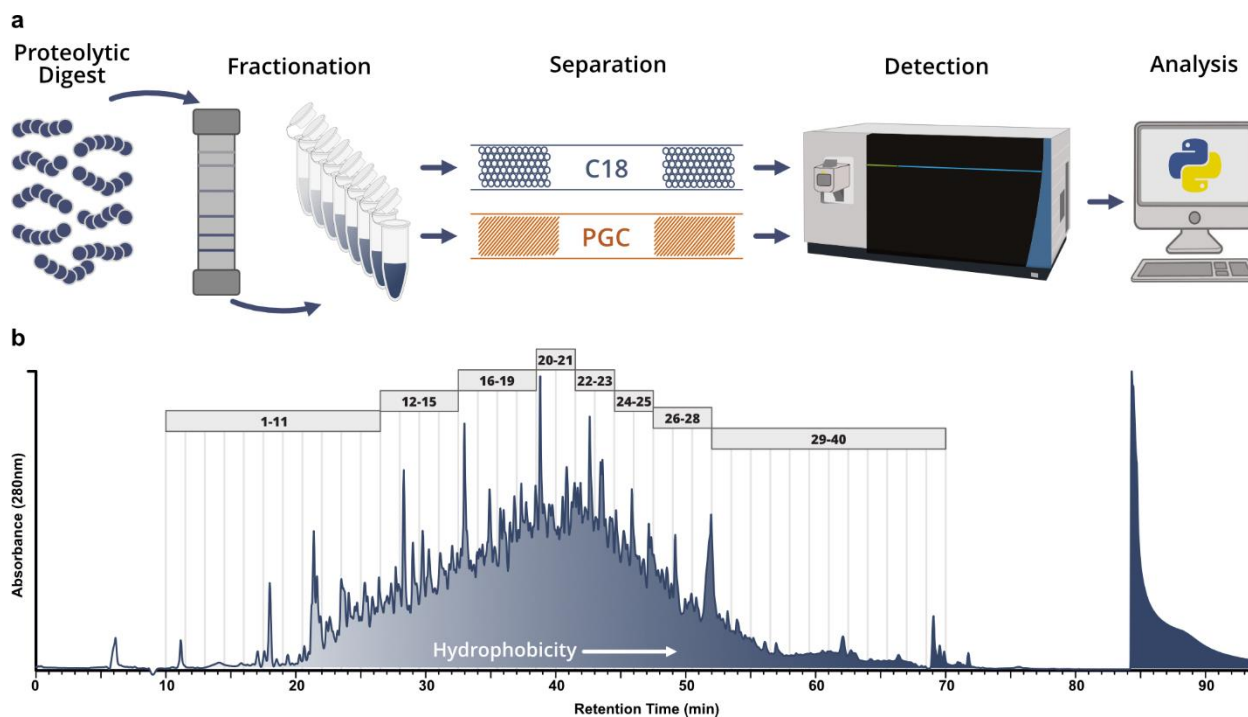 a
Proteolytic
Digest
Fractionation
Separation
Detection
Analysis
C18
PGC
b
20-21
16-19
22-23
12-15
24-25
1-11
26-28
29-40
Absorbance (280nm)
Hydrophobicity
0 10 20 30 40 50 60 70 80 90
Retention Time (min)